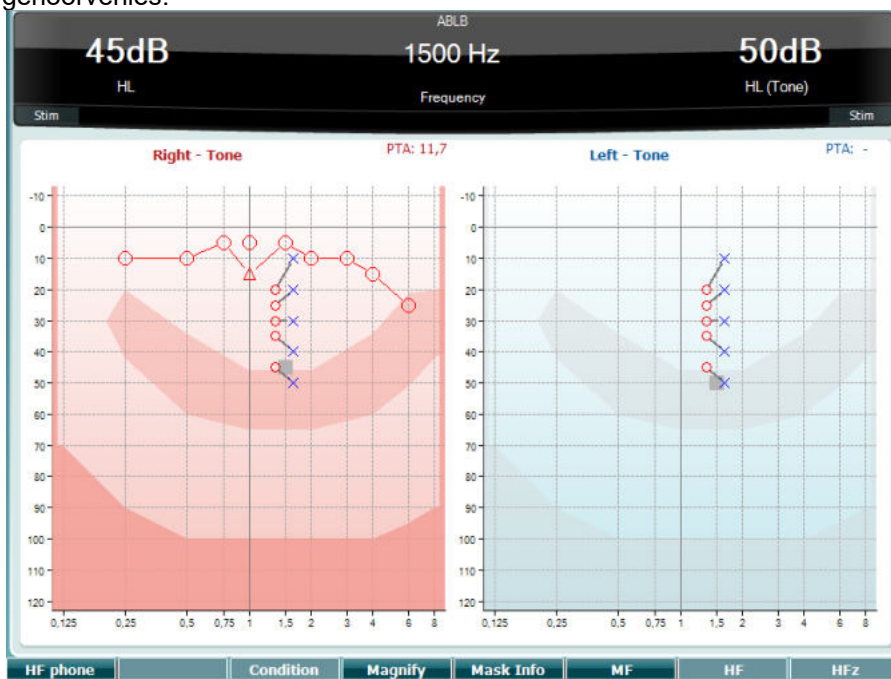 gehoorverlies.
ABLB
45dB 1500 Hz 50dB
HL Frequency HL (Tone)
Stim Stim
Right - Tone PTA: 11,7
-10
0
10
20
30
40
50
60
70
80
90
100
110
120
0,125 0,25 0,5 0,75 1 1,5 2 3 4 6 8
Left - Tone PTA: -
-10
0
10
20
30
40
50
60
70
80
90
100
110
120
0,125 0,25 0,5 0,75 1 1,5 2 3 4 6 8
HF phone Condition Magnify Mask Info MF HF HFz